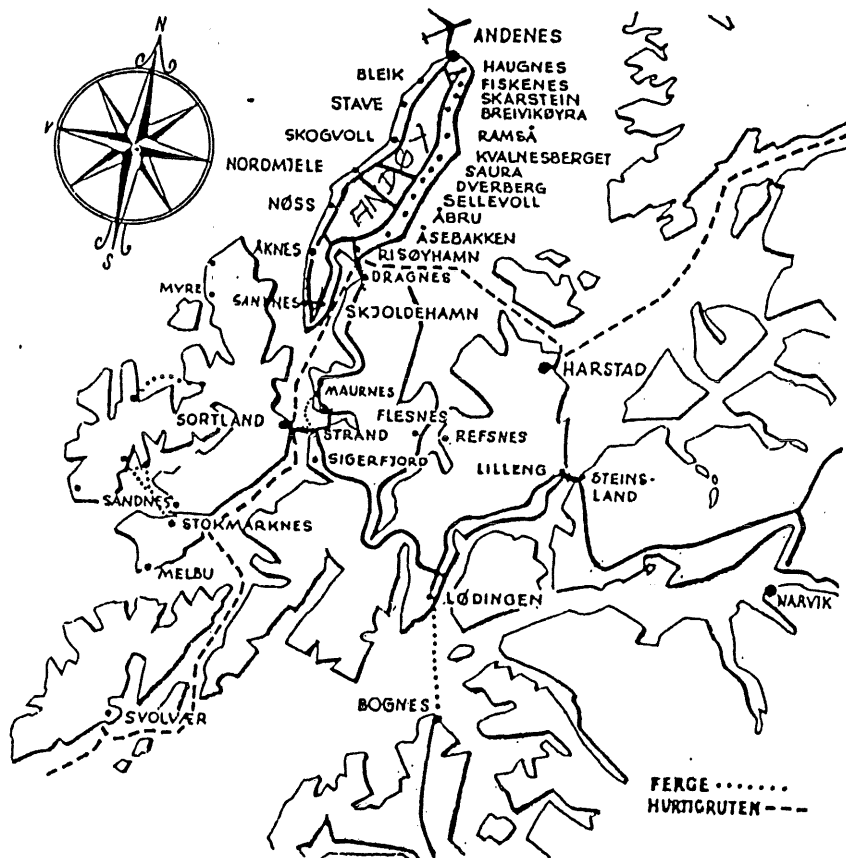 N
V
S
ANDENES
BLEIK
HAUGNES
FISKENES
STAVE
SKARSTEIN
BREIVIKØYRA
SKOGVOLL
RAMSÅ
ANDØY
NORDMJELE
KVALNESBERGET
SAURA
DVERBERG
NØSS
SELLEVOLL
ÅBRU
ÅSEBAKKEN
ÅKNES
RISØYHAMN
DRAGNES
MYRE
SANDNES
SKJOLDEHAMN
HARSTAD
MAURNES
SORTLAND
FLESNES
STRAND
REFSNES
SIGERFJORD
LILLENG
STEINS-
LAND
SANDNES
STOKMARKNES
MELBU
LØDINGEN
NARVIK
BOGNES
SVOLVÆR
FERGE
HURTIGRUTEN